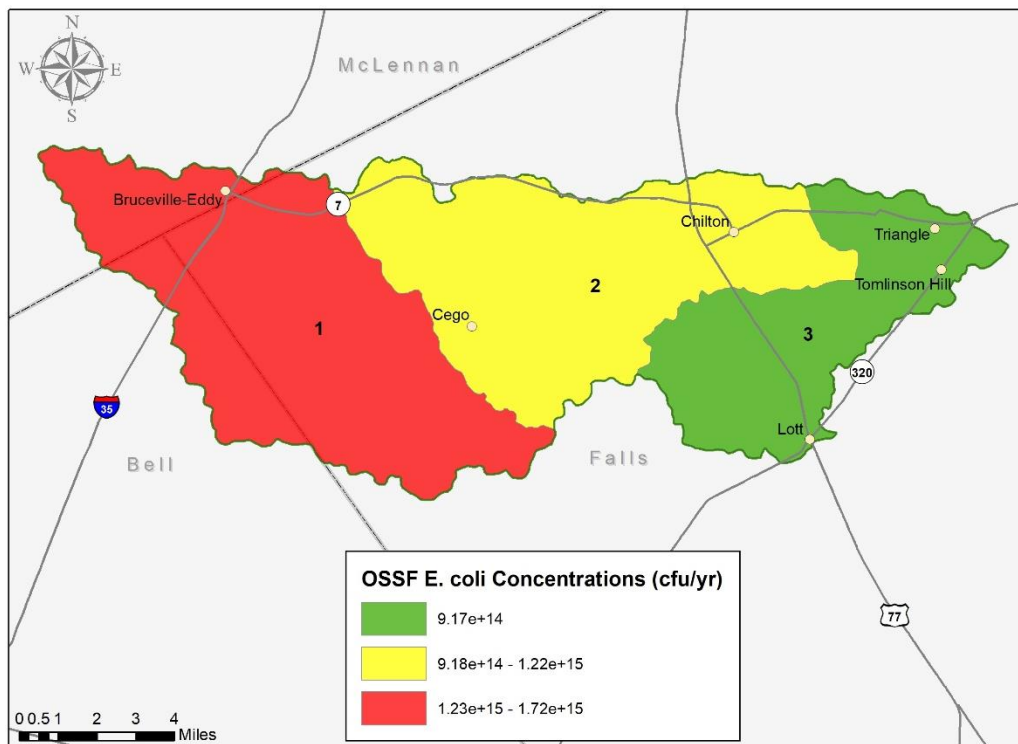 N
W E
S
McLennan
Bruceville-Eddy
7
Chilton
Triangle
2
Tomlinson Hill
Cego
1
3
320
35
Lott
Bell
Falls
OSSF E. coli Concentrations (cfu/yr)
9.17e+14
9.18e+14 - 1.22e+15
1.23e+15 - 1.72e+15
77
0 0.5 1 2 3 4
Miles